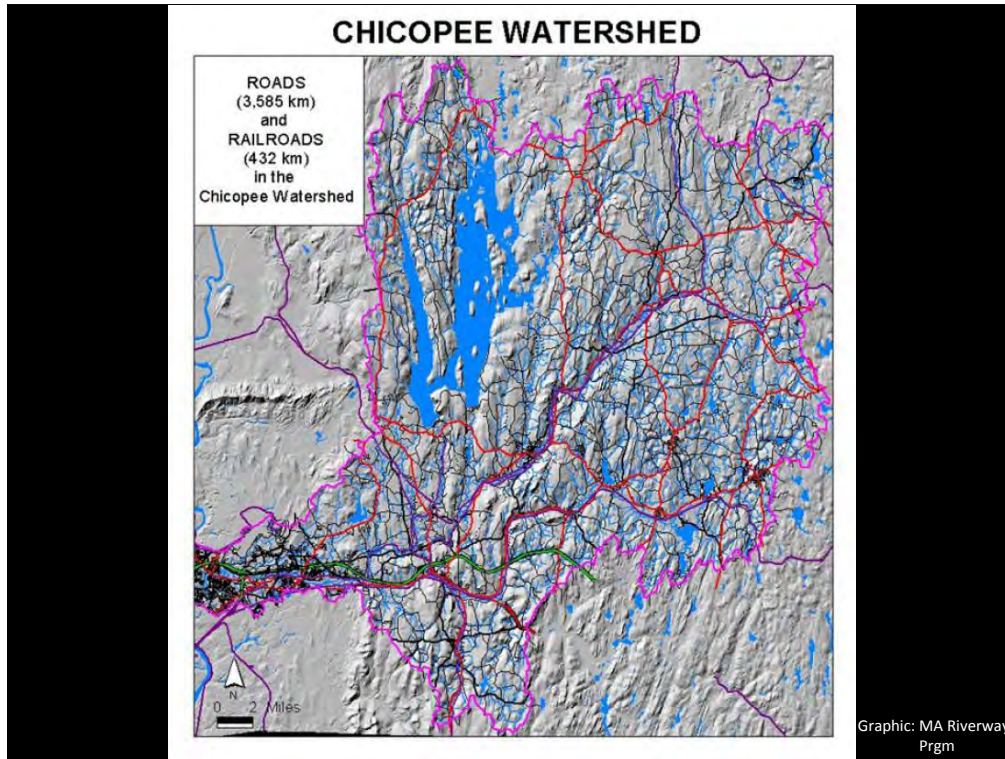 CHICOPEE WATERSHED
ROADS
(3,585 km)
and
RAILROADS
(432 km)
in the
Chicopee Watershed
N
0 2 Miles
Graphic: MA Riverway
Prgm